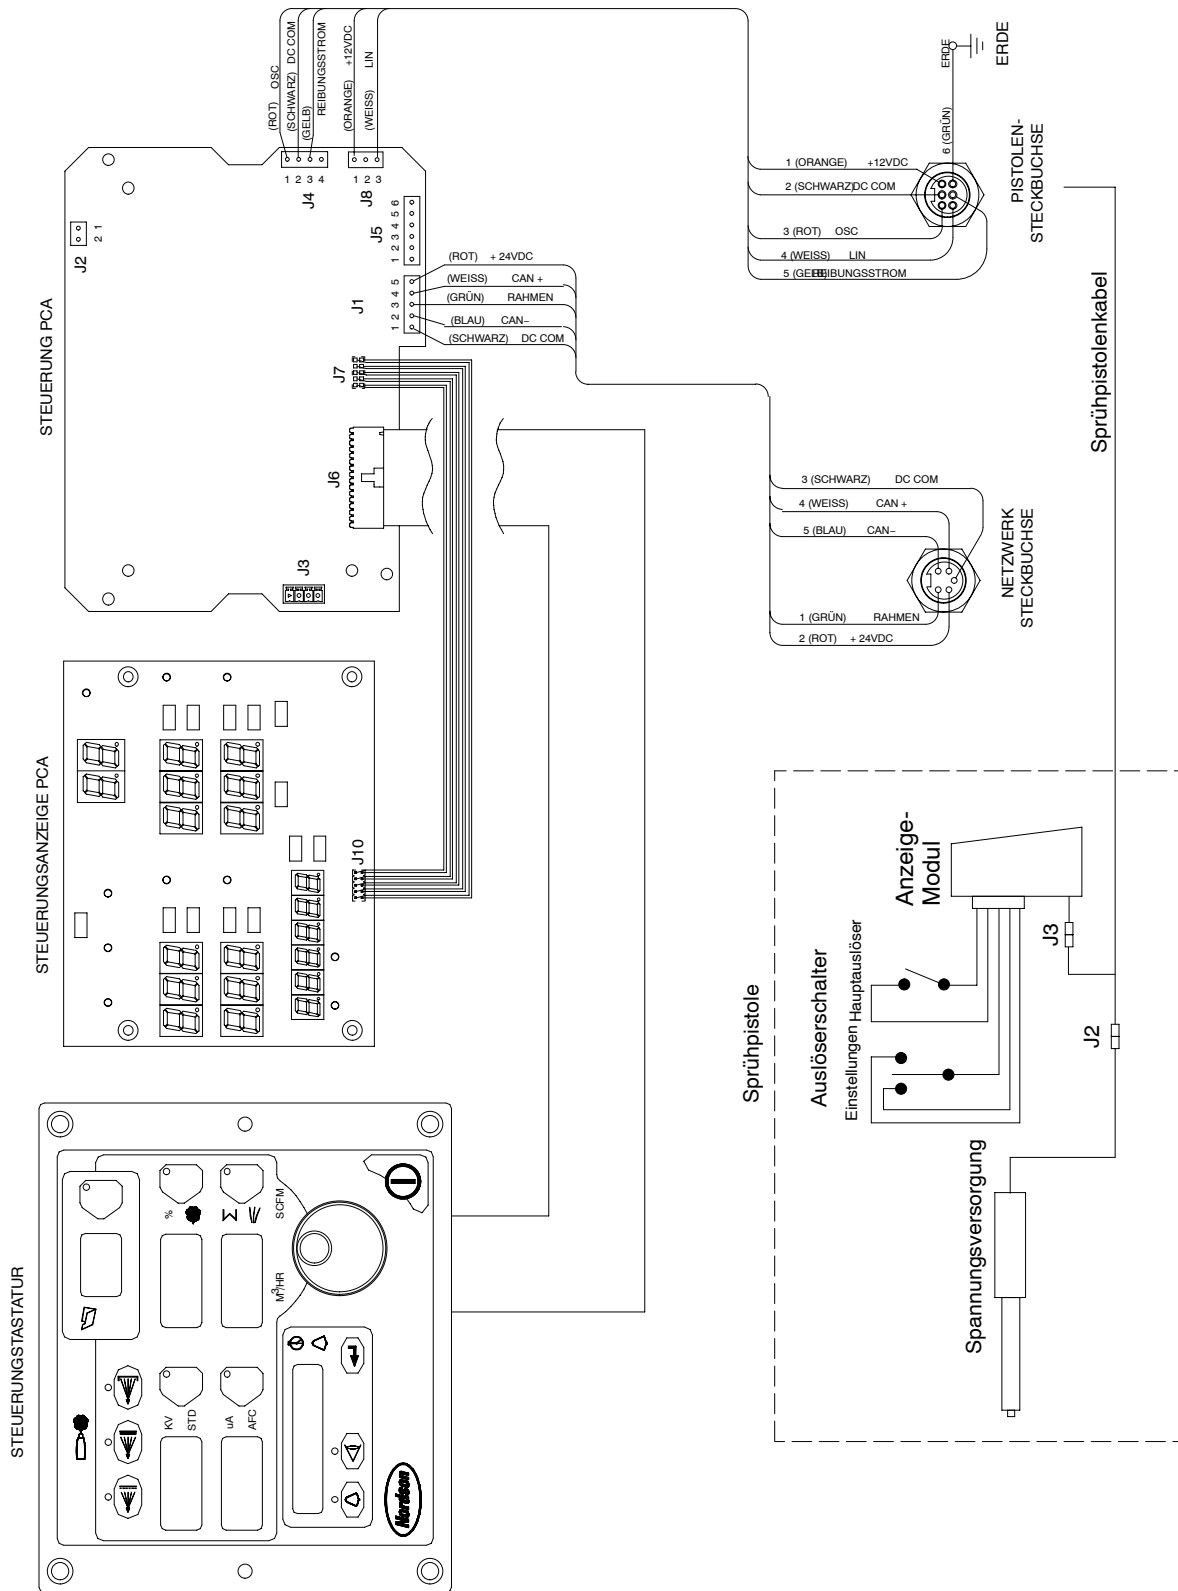 STEUERUNGSTASTATUR
STEUERUNGSANZEIGE PCA
STEUERUNG PCA
J2
2 1
J4
1 2 3 4
J8
1 2 3
J5
1 2 3 4 5 6
J1
1 2 3 4 5
J7
J6
J3
J10
(ROT) OSC
(SCHWARZ) DC COM
(GELB) REIBUNGSSTROM
(ORANGE) +12VDC
(WEISS) LIN
(ROT) + 24VDC
(WEISS) CAN +
(GRÜN) RAHMEN
(BLAU) CAN–
(SCHWARZ) DC COM
1 (ORANGE) +12VDC
2 (SCHWARZ)DC COM
3 (ROT) OSC
4 (WEISS) LIN
5 (GELB)REIBUNGSSTROM
6 (GRÜN)
ERDE
ERDE
PISTOLEN-
STECKBUCHSE
3 (SCHWARZ) DC COM
4 (WEISS) CAN +
5 (BLAU) CAN–
1 (GRÜN) RAHMEN
2 (ROT) + 24VDC
NETZWERK
STECKBUCHSE
Sprühpistolenkabel
Sprühpistole
Auslöserschalter
Einstellungen Hauptauslöser
Anzeige-
Modul
J3
J2
Spannungsversorgung
%
SCFM
M³/HR
KV
STD
uA
AFC
Nordson